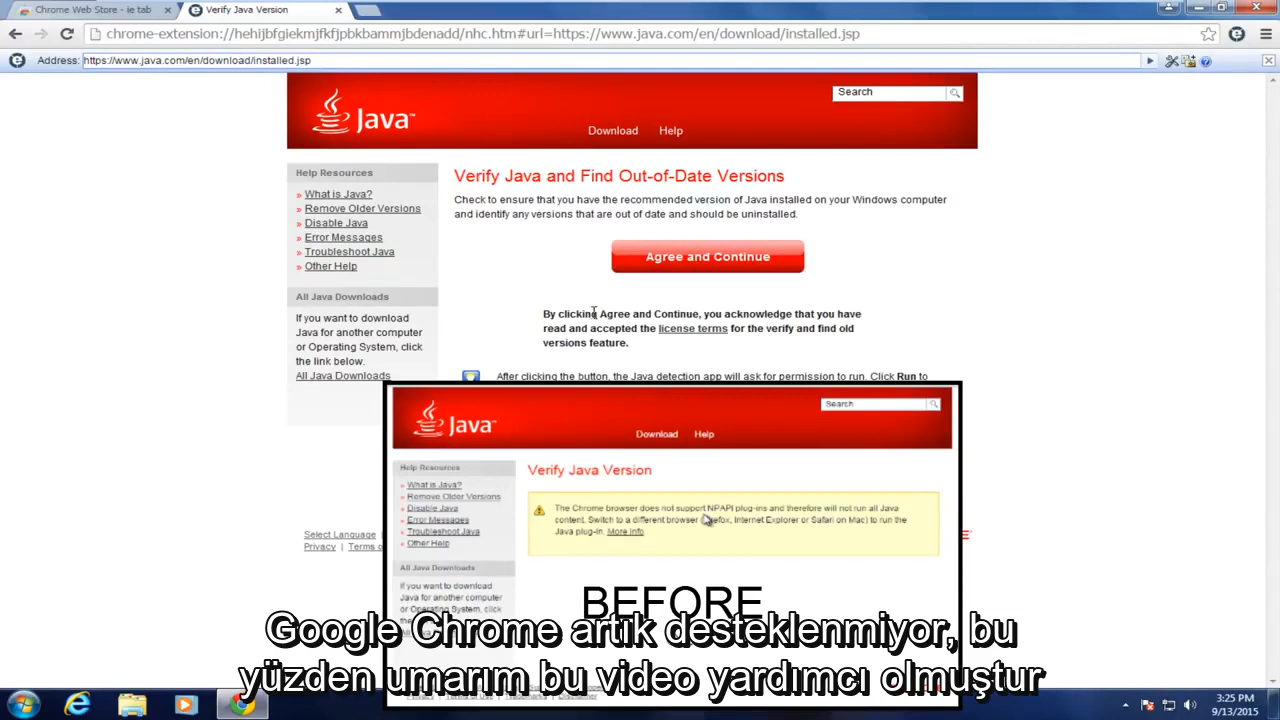 Chrome Web Store - ie tab
Verify Java Version
chrome-extension://hehijbfgiekmjfkfjpbkbammjbdenadd/nhc.htm#url=https://www.java.com/en/download/installed.jsp
Address: https://www.java.com/en/download/installed.jsp
Java™
Search
Download Help
Help Resources
» What is Java?
» Remove Older Versions
» Disable Java
» Error Messages
» Troubleshoot Java
» Other Help
All Java Downloads
If you want to download
Java for another computer
or Operating System, click
the link below.
All Java Downloads
Verify Java and Find Out-of-Date Versions
Check to ensure that you have the recommended version of Java installed on your Windows computer
and identify any versions that are out of date and should be uninstalled.
Agree and Continue
By clicking Agree and Continue, you acknowledge that you have
read and accepted the license terms for the verify and find old
versions feature.
After clicking the button, the Java detection app will ask for permission to run. Click Run to
Select Language
Privacy | Terms
Java™
Search
Download Help
Help Resources
» What is Java?
» Remove Older Versions
» Disable Java
» Error Messages
» Troubleshoot Java
» Other Help
All Java Downloads
If you want to download
Java for another computer
or Operating System, click
Verify Java Version
The Chrome browser does not support NPAPI plug-ins and therefore will not run all Java
content. Switch to a different browser Internet Explorer or Safari on Mac) to run the
Java plug-in. More info
BEFORE
Google Chrome artık desteklenmiyor, bu
yüzden umarım bu video yardımcı olmuştur
3:25 PM
9/13/2015